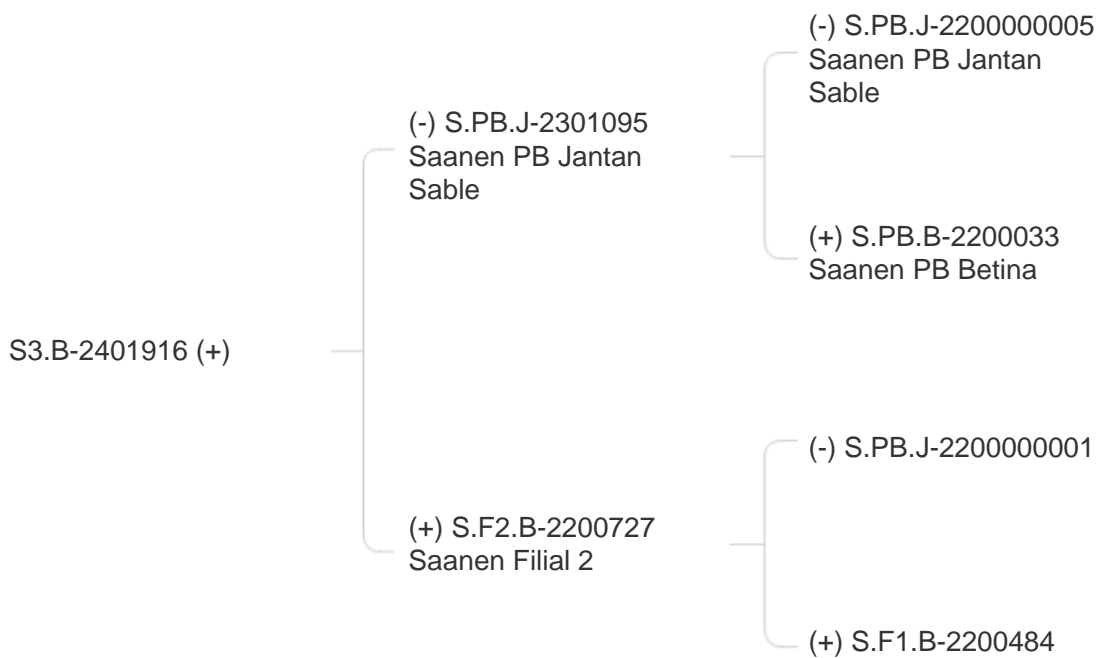 (-) S.PB.J-2200000005
Saanen PB Jantan
Sable
(-) S.PB.J-2301095
Saanen PB Jantan
Sable
(+) S.PB.B-2200033
Saanen PB Betina
S3.B-2401916 (+)
(-) S.PB.J-2200000001
(+) S.F2.B-2200727
Saanen Filial 2
(+) S.F1.B-2200484